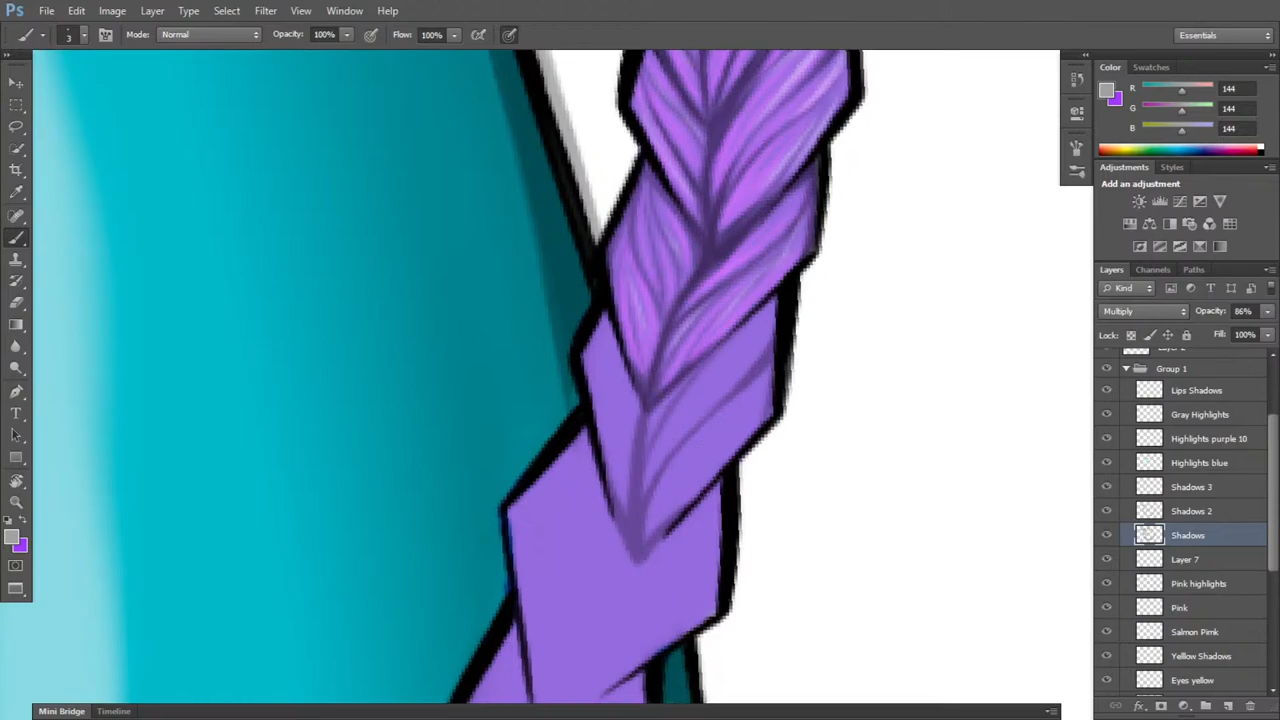 Ps File Edit Image Layer Type Select Filter 3D View Window Help
3 Mode: Normal Opacity: 100% Flow: 100% Essentials
Color Swatches
R 144
G 144
B 144
Adjustments Styles
Add an adjustment
Layers Channels Paths
Kind
Multiply Opacity: 86%
Lock: Fill: 100%
Group 1
Lips Shadows
Gray Highlights
Highlights purple 10
Highlights blue
Shadows 3
Shadows 2
Shadows
Layer 7
Pink highlights
Pink
Salmon Pimk
Yelllow Shadows
Eyes yellow
Mini Bridge Timeline